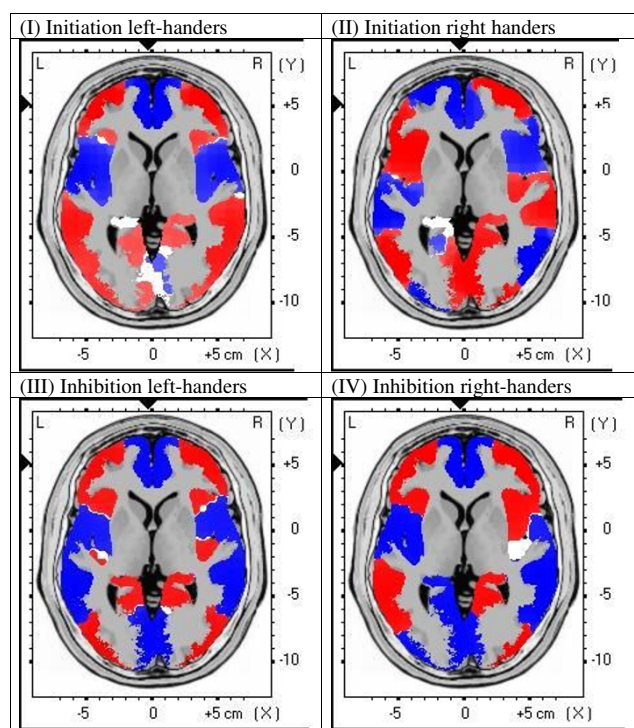 (I) Initiation left-handers
L R (Y)
+5
0
-5
-10
-5 0 +5 cm (X)
(II) Initiation right handers
L R (Y)
+5
0
-5
-10
-5 0 +5 cm (X)
(III) Inhibition left-handers
L R (Y)
+5
0
-5
-10
-5 0 +5 cm (X)
(IV) Inhibition right-handers
L R (Y)
+5
0
-5
-10
-5 0 +5 cm (X)